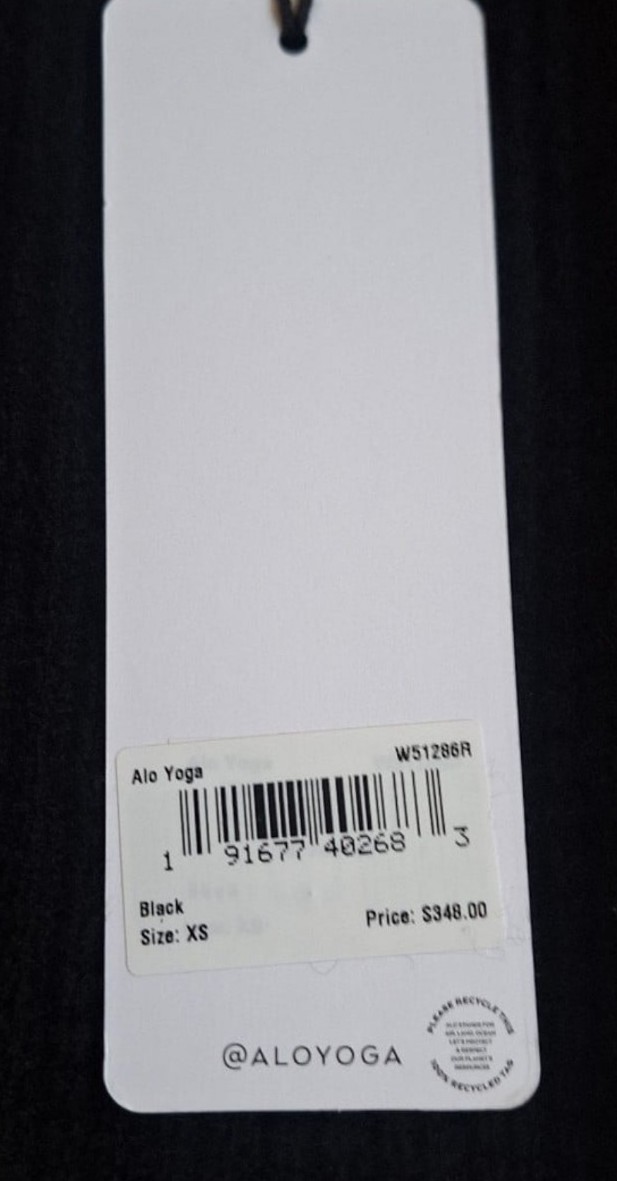 Alo Yoga
W51286R
1 91677 40268 3
Black
Size: XS
Price: $348.00
@ALOYOGA
PLEASE RECYCLE THIS
100% RECYCLED TAG